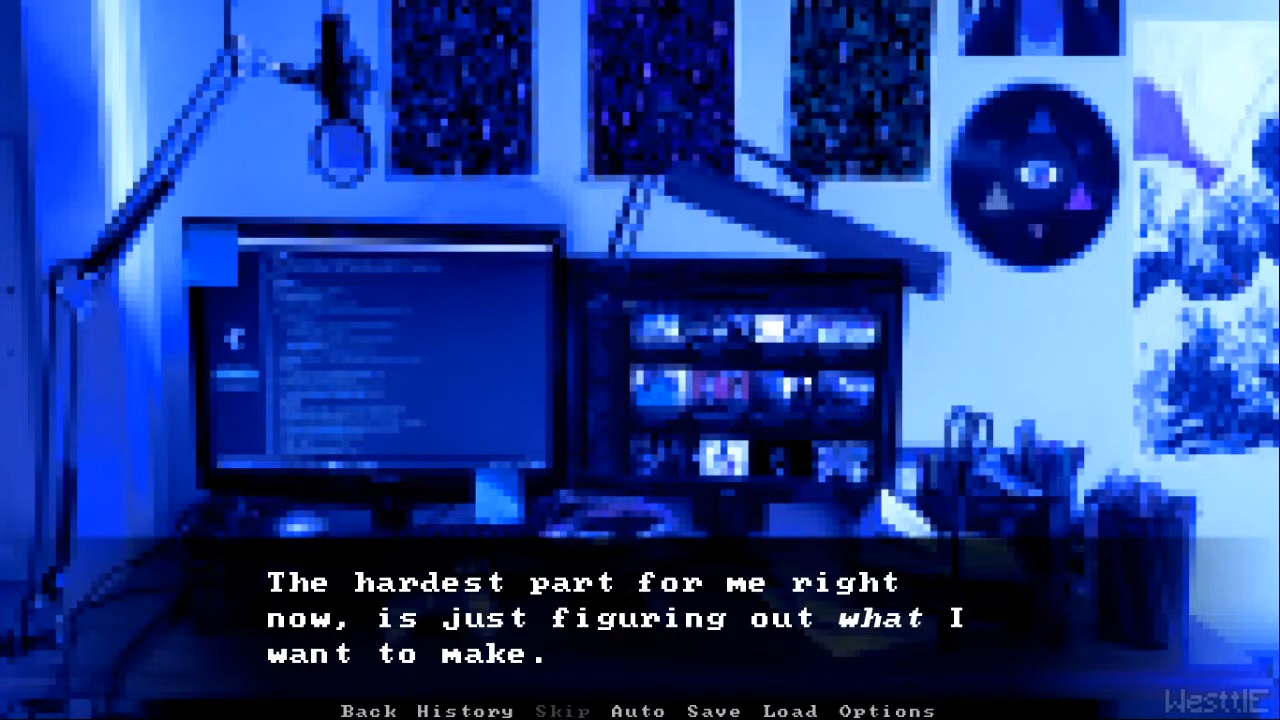 The hardest part for me right
now, is just figuring out what I
want to make.
Back History Skip Auto Save Load Options
WesttIE